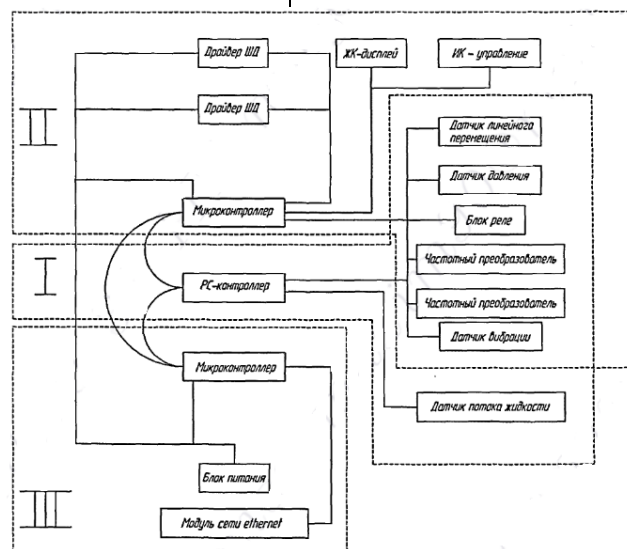 Драйвер ШД
ЖК-дисплей
ИК - управление
Драйвер ШД
II
Датчик линейного
перемещения
Датчик давления
Микроконтроллер
Блок реле
I
РС-контроллер
Частотный преобразователь
Частотный преобразователь
Датчик вибрации
Микроконтроллер
Датчик потока жидкости
Блок питания
III
Модуль сети ethernet